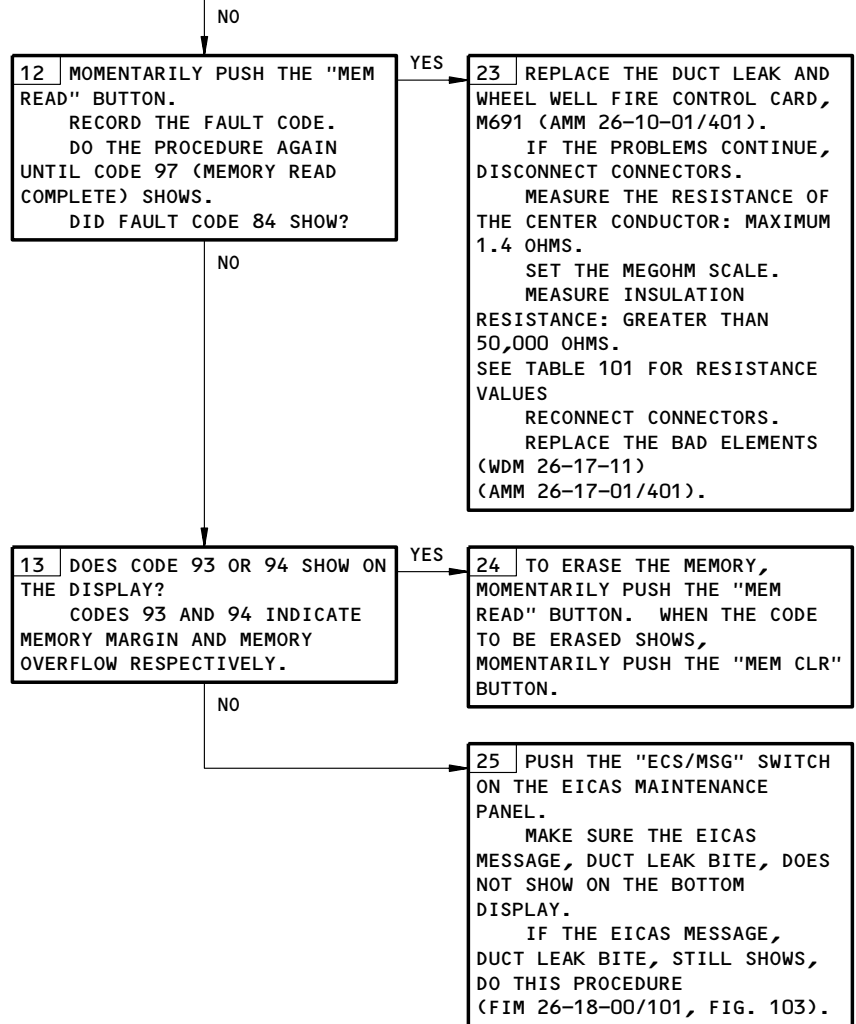 NO
12 MOMENTARILY PUSH THE "MEM
READ" BUTTON.
RECORD THE FAULT CODE.
DO THE PROCEDURE AGAIN
UNTIL CODE 97 (MEMORY READ
COMPLETE) SHOWS.
DID FAULT CODE 84 SHOW?
YES
23 REPLACE THE DUCT LEAK AND
WHEEL WELL FIRE CONTROL CARD,
M691 (AMM 26-10-01/401).
IF THE PROBLEMS CONTINUE,
DISCONNECT CONNECTORS.
MEASURE THE RESISTANCE OF
THE CENTER CONDUCTOR: MAXIMUM
1.4 OHMS.
SET THE MEGOHM SCALE.
MEASURE INSULATION
RESISTANCE: GREATER THAN
50,000 OHMS.
SEE TABLE 101 FOR RESISTANCE
VALUES
RECONNECT CONNECTORS.
REPLACE THE BAD ELEMENTS
(WDM 26-17-11)
(AMM 26-17-01/401).
NO
13 DOES CODE 93 OR 94 SHOW ON
THE DISPLAY?
CODES 93 AND 94 INDICATE
MEMORY MARGIN AND MEMORY
OVERFLOW RESPECTIVELY.
YES
24 TO ERASE THE MEMORY,
MOMENTARILY PUSH THE "MEM
READ" BUTTON. WHEN THE CODE
TO BE ERASED SHOWS,
MOMENTARILY PUSH THE "MEM CLR"
BUTTON.
NO
25 PUSH THE "ECS/MSG" SWITCH
ON THE EICAS MAINTENANCE
PANEL.
MAKE SURE THE EICAS
MESSAGE, DUCT LEAK BITE, DOES
NOT SHOW ON THE BOTTOM
DISPLAY.
IF THE EICAS MESSAGE,
DUCT LEAK BITE, STILL SHOWS,
DO THIS PROCEDURE
(FIM 26-18-00/101, FIG. 103).